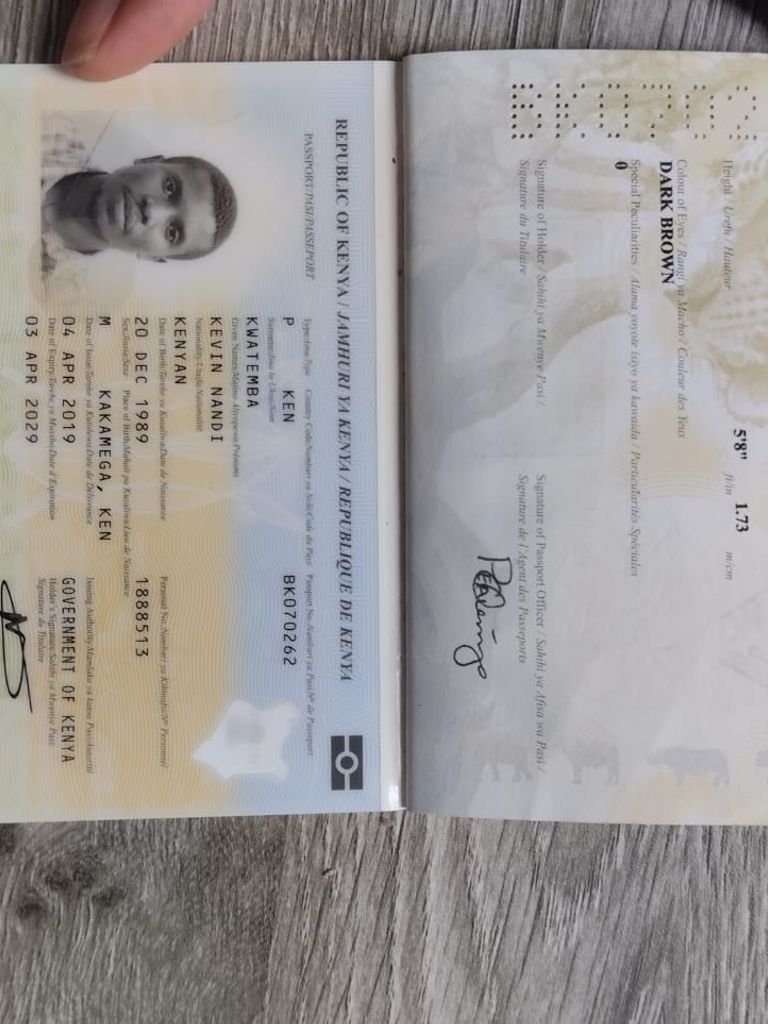 Height / Urefu / Hauteur 5'8" ft/in 1.73 m/cm
Colour of Eyes / Rangi ya Macho / Couleur des Yeux
DARK BROWN
Special Peculiarities / Alama yoyote isiyo ya kawaida / Particularités Spéciales
0
Signature of Holder / Sahihi ya Mwenye Pasi / Signature of Passport Officer / Sahihi ya Afisa wa Pasi /
Signature du Titulaire Signature de l'Agent des Passeports
REPUBLIC OF KENYA / JAMHURI YA KENYA / REPUBLIQUE DE KENYA
PASSPORT/PASI/PASSEPORT
Type/Aina/Type Country Code/Nambari ya Nchi/Code du Pays Passport No./Nambari ya Pasi/Nº de Passeport
P KEN BK070262
Surname/Jina la Ukoo/Nom
KWATEMBA
Given Names/Majina Aliyopewa/Prénoms
KEVIN NANDI
Nationality/Uraifa/Nationalité
KENYAN
Date of Birth/Tarehe ya Kuzaliwa/Date de Naissance Personal No./Nambari ya Kibinafsi/Nº Personnel
20 DEC 1989 1888513
Sex/Jinsia/Sexe Place of Birth/Mahali pa Kuzaliwa/Lieu de Naissance
M KAKAMEGA, KEN
Date of Issue/Tarehe ya Kutolewa/Date de Délivrance Issuing Authority/Mamlaka ya kutoa Pasi/Autorité
04 APR 2019 GOVERNMENT OF KENYA
Date of Expiry/Tarehe ya Mwisho/Date d'Expiration Holder's Signature/Sahihi ya Mwenye Pasi/
Signature du Titulaire
03 APR 2029